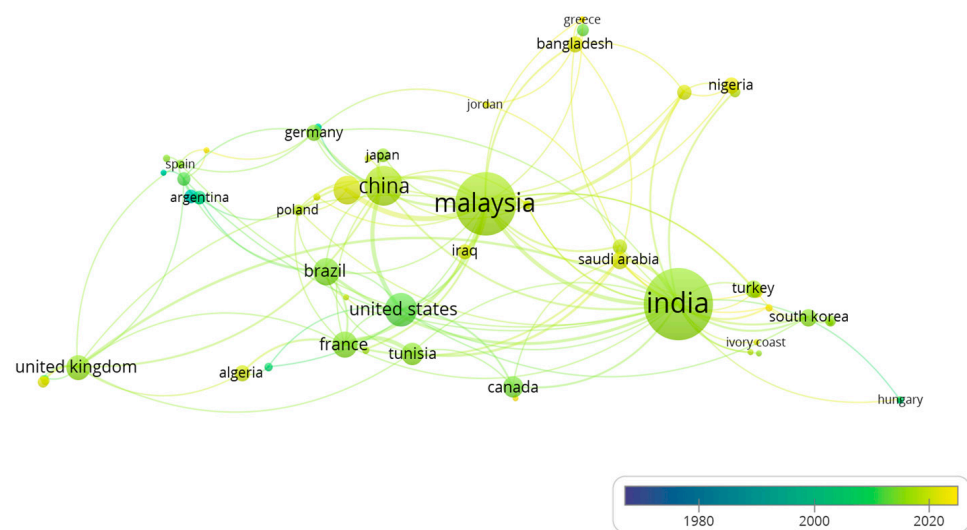 greece
bangladesh
nigeria
jordan
germany
japan
spain
china
argentina
malaysia
poland
iraq
saudi arabia
brazil
turkey
india
united states
south korea
ivory coast
france
tunisia
united kingdom
algeria
canada
hungary
1980
2000
2020